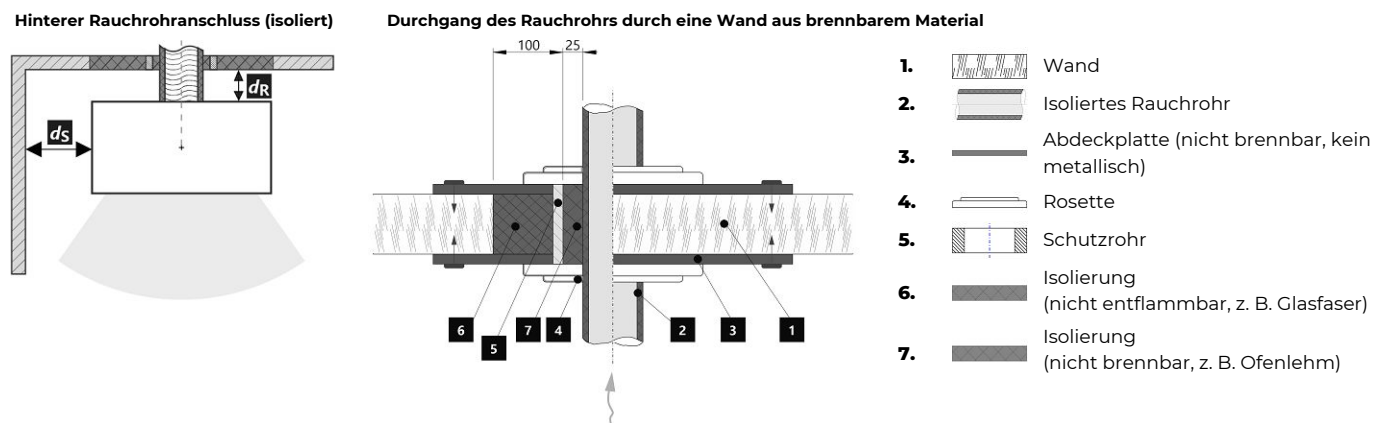 Hinterer Rauchrohranschluss (isoliert)
dR
dS
Durchgang des Rauchrohrs durch eine Wand aus brennbarem Material
100
25
6
5
7
4
2
3
1
1.
Wand
2.
Isoliertes Rauchrohr
3.
Abdeckplatte (nicht brennbar, kein
metallisch)
4.
Rosette
5.
Schutzrohr
6.
Isolierung
(nicht entflammbar, z. B. Glasfaser)
7.
Isolierung
(nicht brennbar, z. B. Ofenlehm)